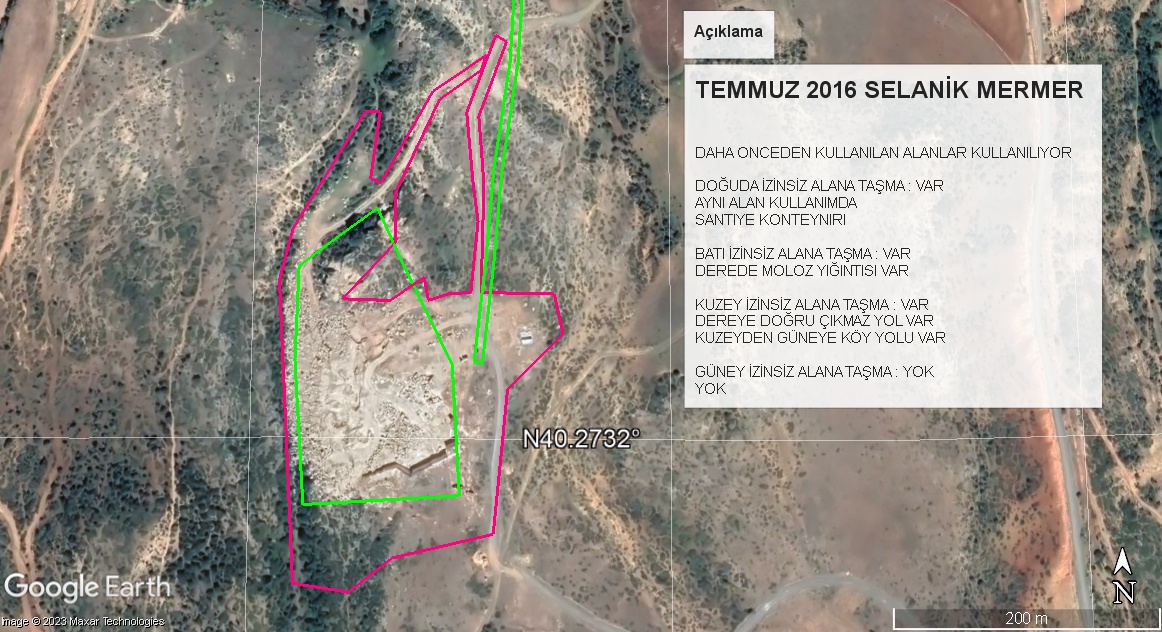 Açıklama
TEMMUZ 2016 SELANİK MERMER
DAHA ONCEDEN KULLANILAN ALANLAR KULLANILIYOR
DOĞUDA İZİNSİZ ALANA TAŞMA : VAR
AYNI ALAN KULLANIMDA
SANTIYE KONTEYNIRI
BATI İZİNSİZ ALANA TAŞMA : VAR
DEREDE MOLOZ YIĞINTISI VAR
KUZEY İZİNSİZ ALANA TAŞMA : VAR
DEREYE DOĞRU ÇIKMAZ YOL VAR
KUZEYDEN GÜNEYE KÖY YOLU VAR
GÜNEY İZİNSİZ ALANA TAŞMA : YOK
YOK
N40.2732°
Google Earth
mage © 2023 Maxar Technologies
N
200 m